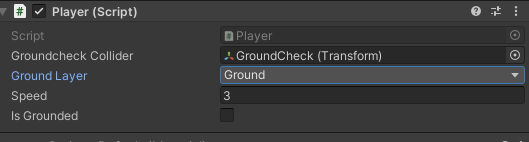 Player (Script)
Script Player
Groundcheck Collider GroundCheck (Transform)
Ground Layer Ground
Speed 3
Is Grounded